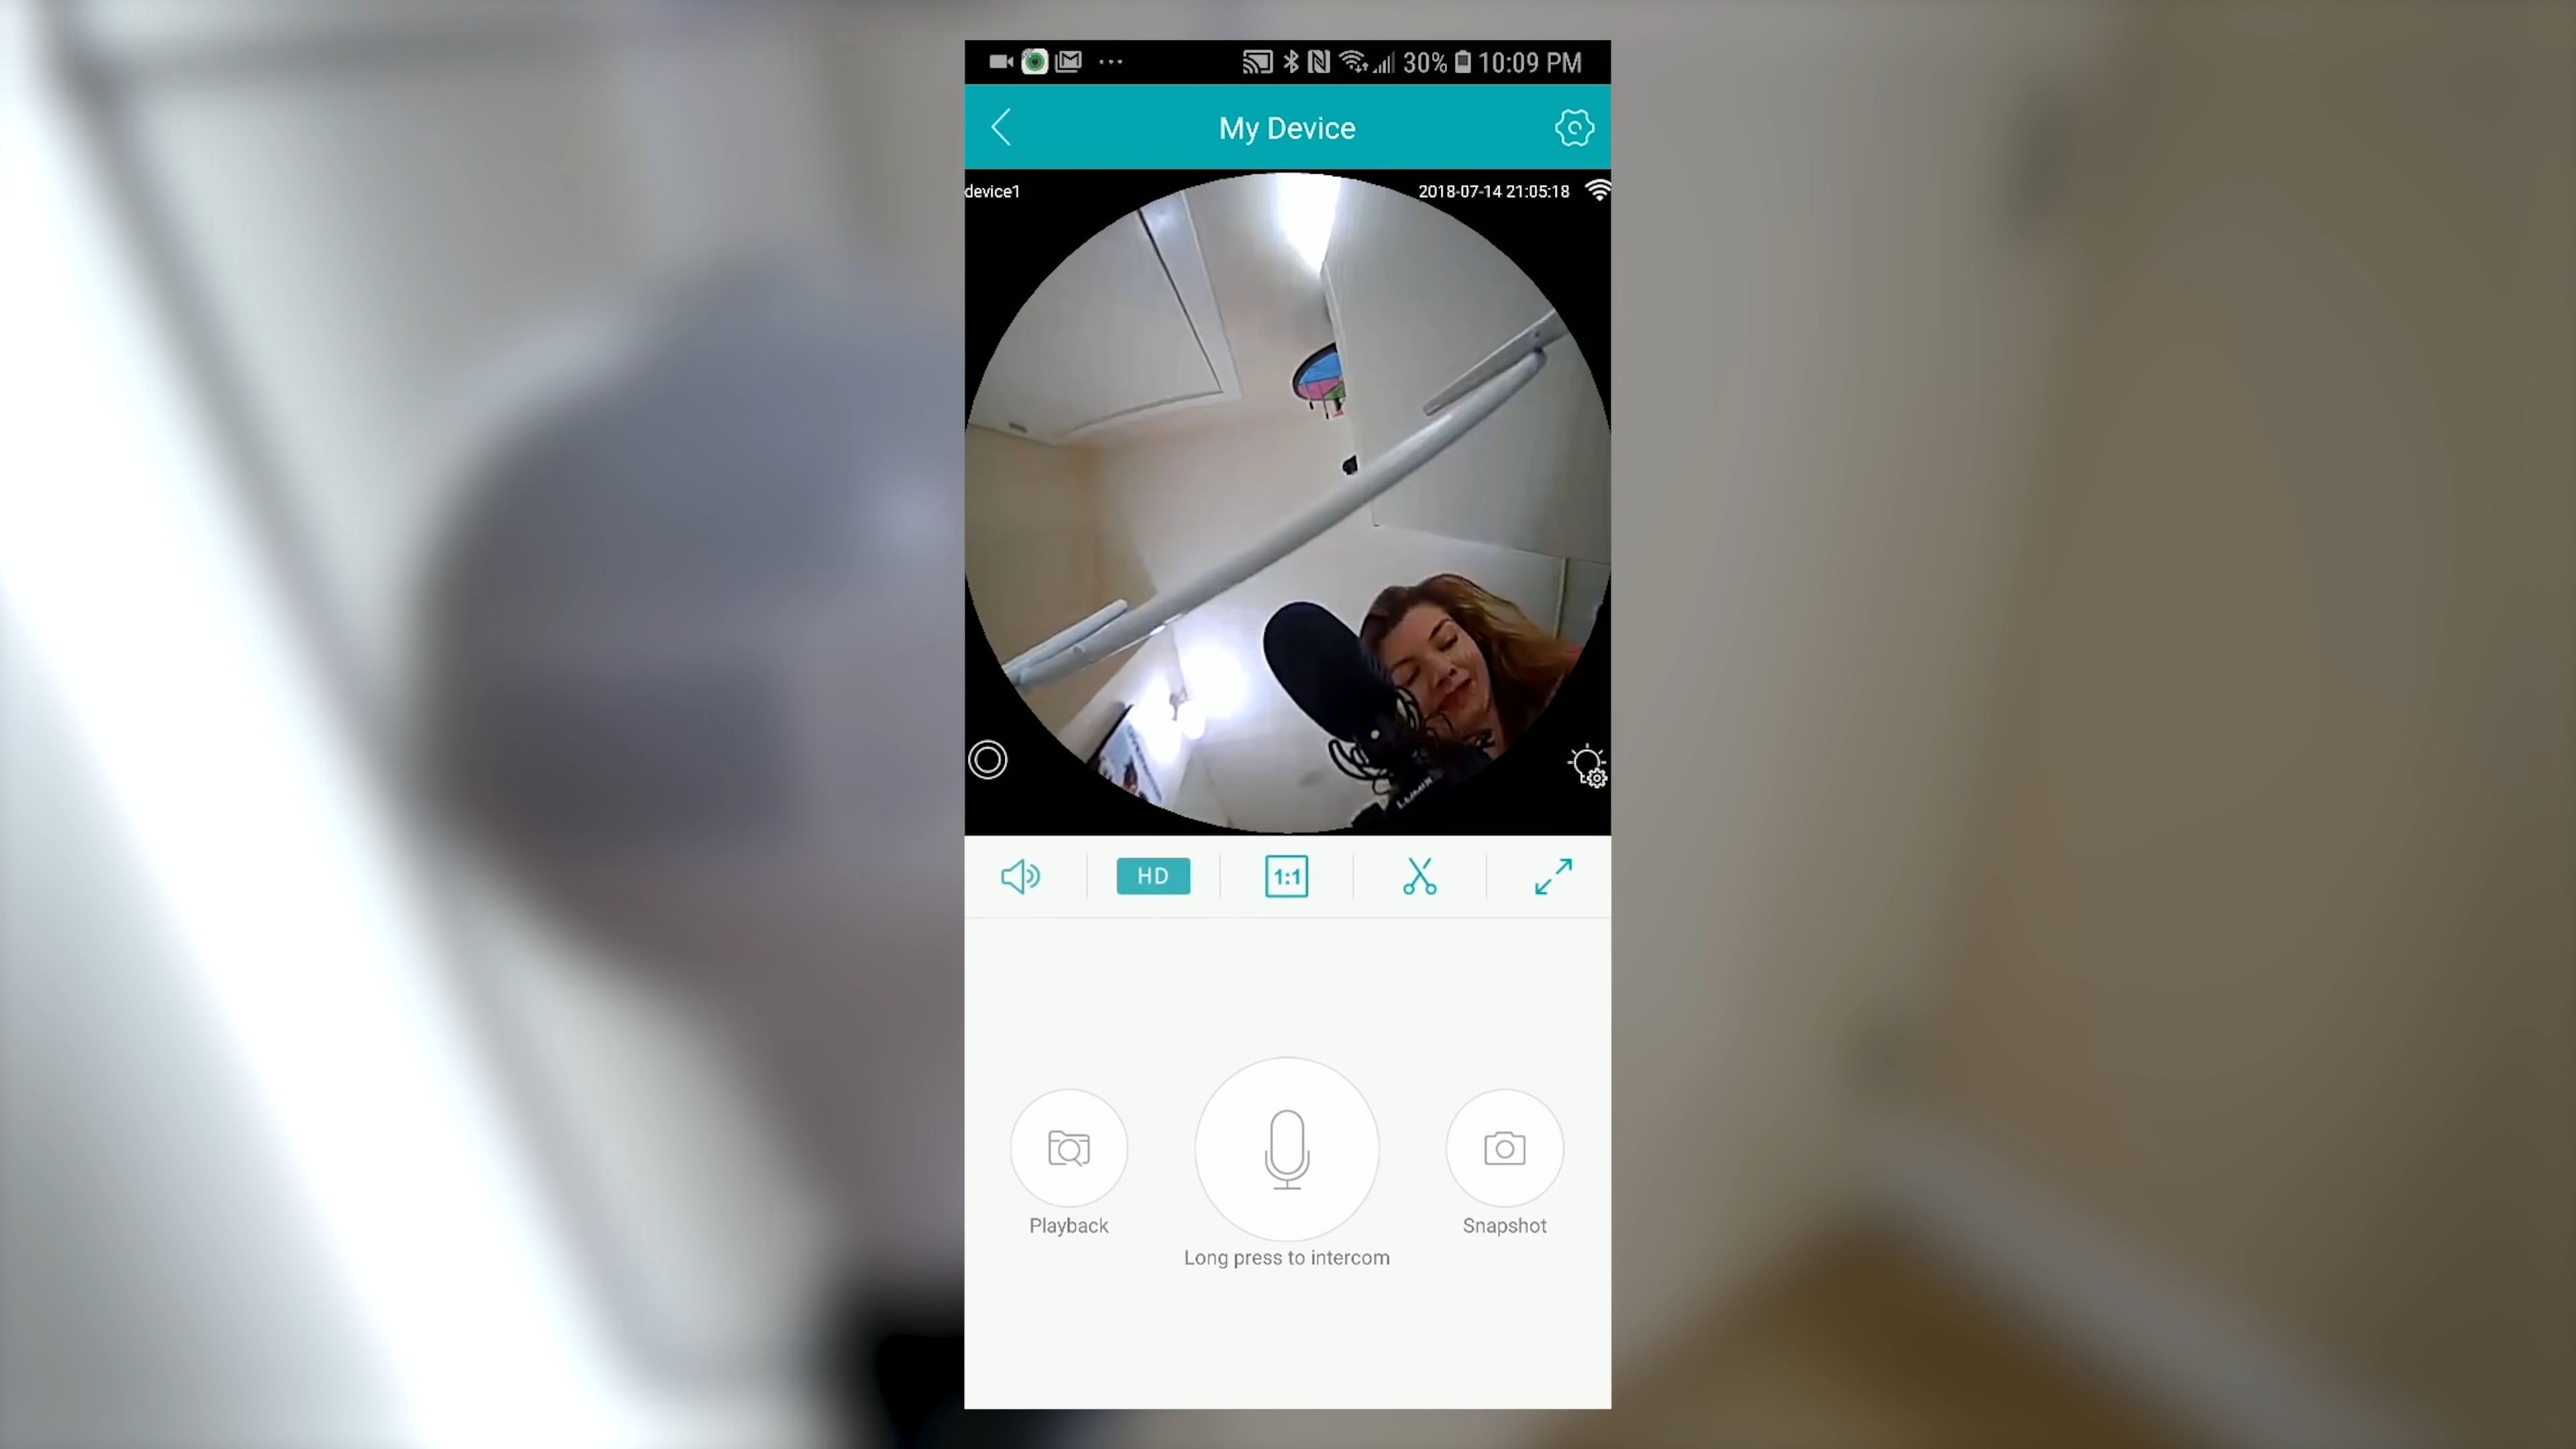 30% 10:09 PM
My Device
device1
2018-07-14 21:05:18
LUMIX
HD
1:1
Playback
Long press to intercom
Snapshot